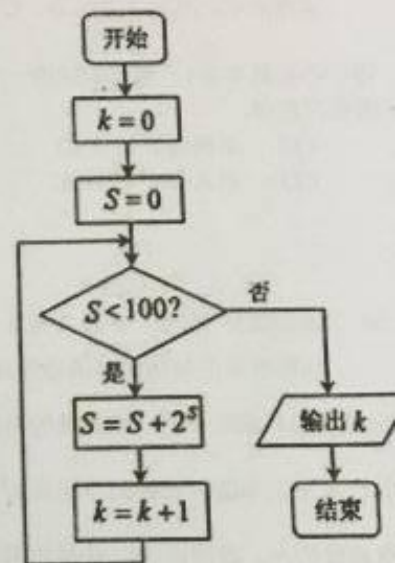 开始
k=0
S=0
S<100?
否
是
S=S+2^S
输出k
k=k+1
结束